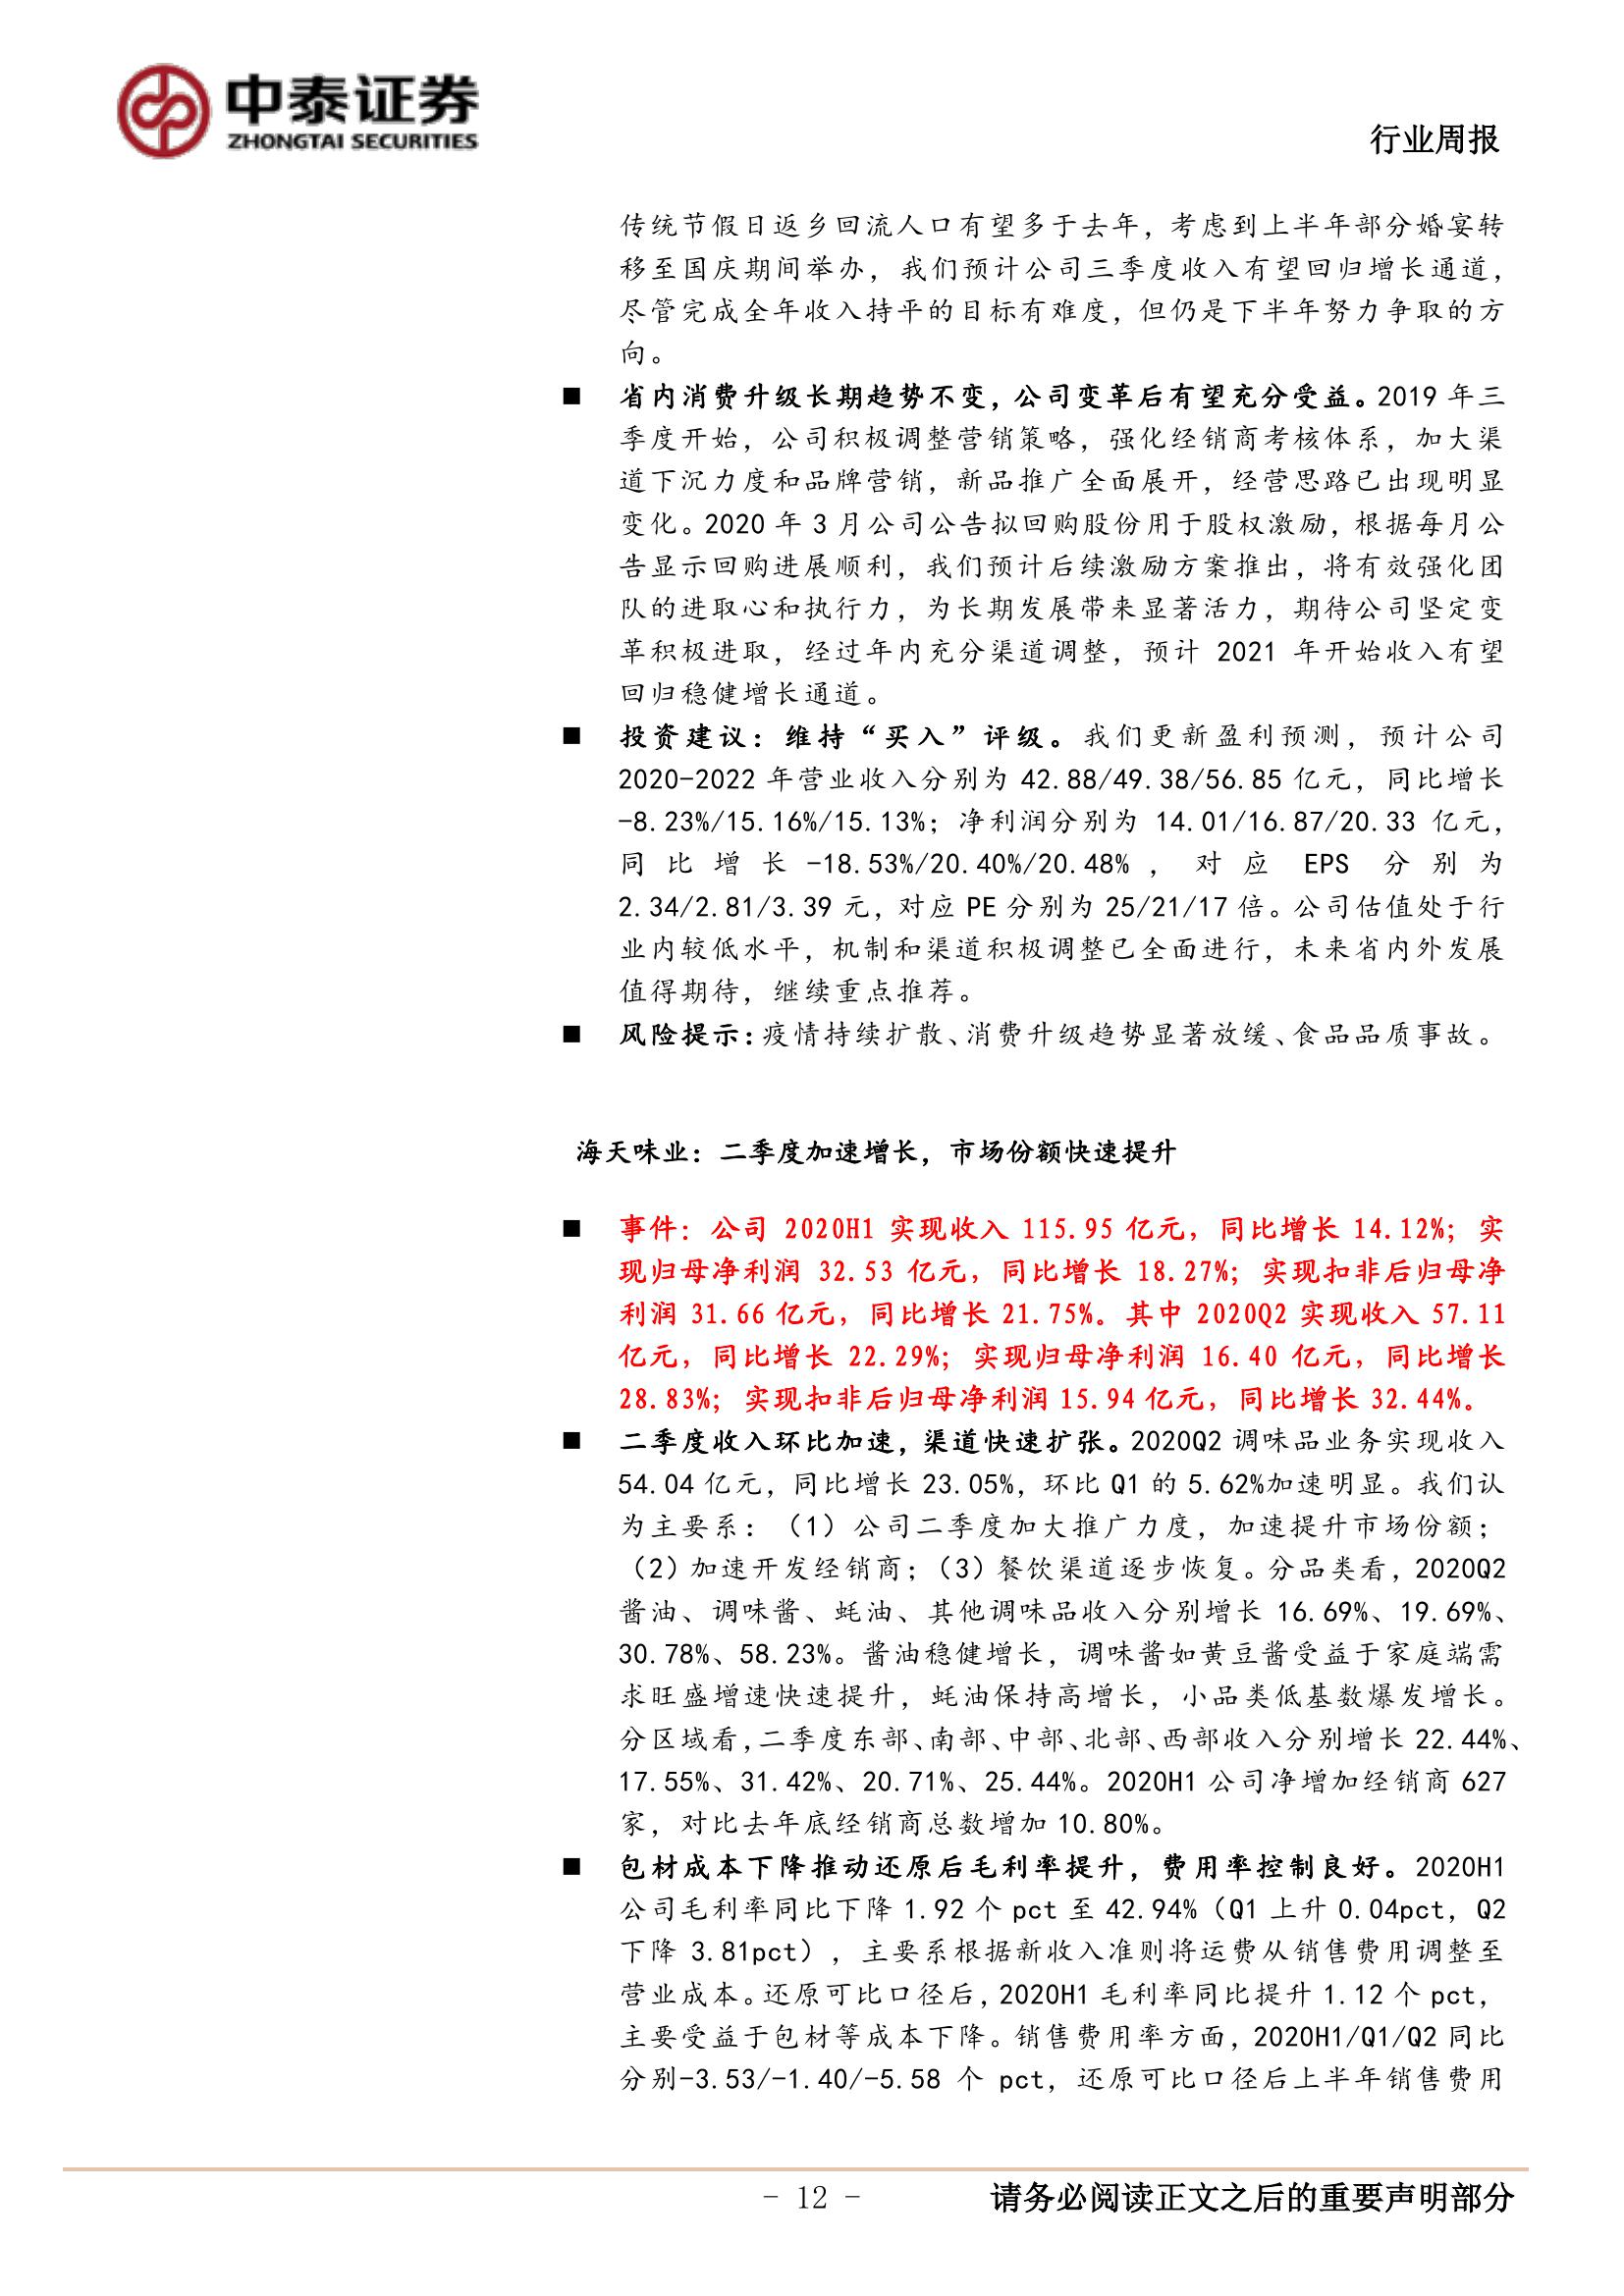 中泰证券
ZHONGTAI SECURITIES
行业周报
传统节假日返乡回流人口有望多于去年，考虑到上半年部分婚宴转
移至国庆期间举办，我们预计公司三季度收入有望回归增长通道，
尽管完成全年收入持平的目标有难度，但仍是下半年努力争取的方
向。
■ 省内消费升级长期趋势不变，公司变革后有望充分受益。2019 年三
季度开始，公司积极调整营销策略，强化经销商考核体系，加大渠
道下沉力度和品牌营销，新品推广全面展开，经营思路已出现明显
变化。2020 年 3 月公司公告拟回购股份用于股权激励，根据每月公
告显示回购进展顺利，我们预计后续激励方案推出，将有效强化团
队的进取心和执行力，为长期发展带来显著活力，期待公司坚定变
革积极进取，经过年内充分渠道调整，预计 2021 年开始收入有望
回归稳健增长通道。
■ 投资建议：维持“买入”评级。我们更新盈利预测，预计公司
2020-2022 年营业收入分别为 42.88/49.38/56.85 亿元，同比增长
-8.23%/15.16%/15.13%；净利润分别为 14.01/16.87/20.33 亿元，
同比增长-18.53%/20.40%/20.48%，对应 EPS 分别为
2.34/2.81/3.39 元，对应 PE 分别为 25/21/17 倍。公司估值处于行
业内较低水平，机制和渠道积极调整已全面进行，未来省内外发展
值得期待，继续重点推荐。
■ 风险提示：疫情持续扩散、消费升级趋势显著放缓、食品品质事故。
海天味业：二季度加速增长，市场份额快速提升
■ 事件：公司 2020H1 实现收入 115.95 亿元，同比增长 14.12%；实
现归母净利润 32.53 亿元，同比增长 18.27%；实现扣非后归母净
利润 31.66 亿元，同比增长 21.75%。其中 2020Q2 实现收入 57.11
亿元，同比增长 22.29%；实现归母净利润 16.40 亿元，同比增长
28.83%；实现扣非后归母净利润 15.94 亿元，同比增长 32.44%。
■ 二季度收入环比加速，渠道快速扩张。2020Q2 调味品业务实现收入
54.04 亿元，同比增长 23.05%，环比 Q1 的 5.62%加速明显。我们认
为主要系：（1）公司二季度加大推广力度，加速提升市场份额；
（2）加速开发经销商；（3）餐饮渠道逐步恢复。分品类看，2020Q2
酱油、调味酱、蚝油、其他调味品收入分别增长 16.69%、19.69%、
30.78%、58.23%。酱油稳健增长，调味酱如黄豆酱受益于家庭端需
求旺盛增速快速提升，蚝油保持高增长，小品类低基数爆发增长。
分区域看，二季度东部、南部、中部、北部、西部收入分别增长 22.44%、
17.55%、31.42%、20.71%、25.44%。2020H1 公司净增加经销商 627
家，对比去年底经销商总数增加 10.80%。
■ 包材成本下降推动还原后毛利率提升，费用率控制良好。2020H1
公司毛利率同比下降 1.92 个 pct 至 42.94%（Q1 上升 0.04pct，Q2
下降 3.81pct），主要系根据新收入准则将运费从销售费用调整至
营业成本。还原可比口径后，2020H1 毛利率同比提升 1.12 个 pct，
主要受益于包材等成本下降。销售费用率方面，2020H1/Q1/Q2 同比
分别-3.53/-1.40/-5.58 个 pct，还原可比口径后上半年销售费用
- 12 -
请务必阅读正文之后的重要声明部分